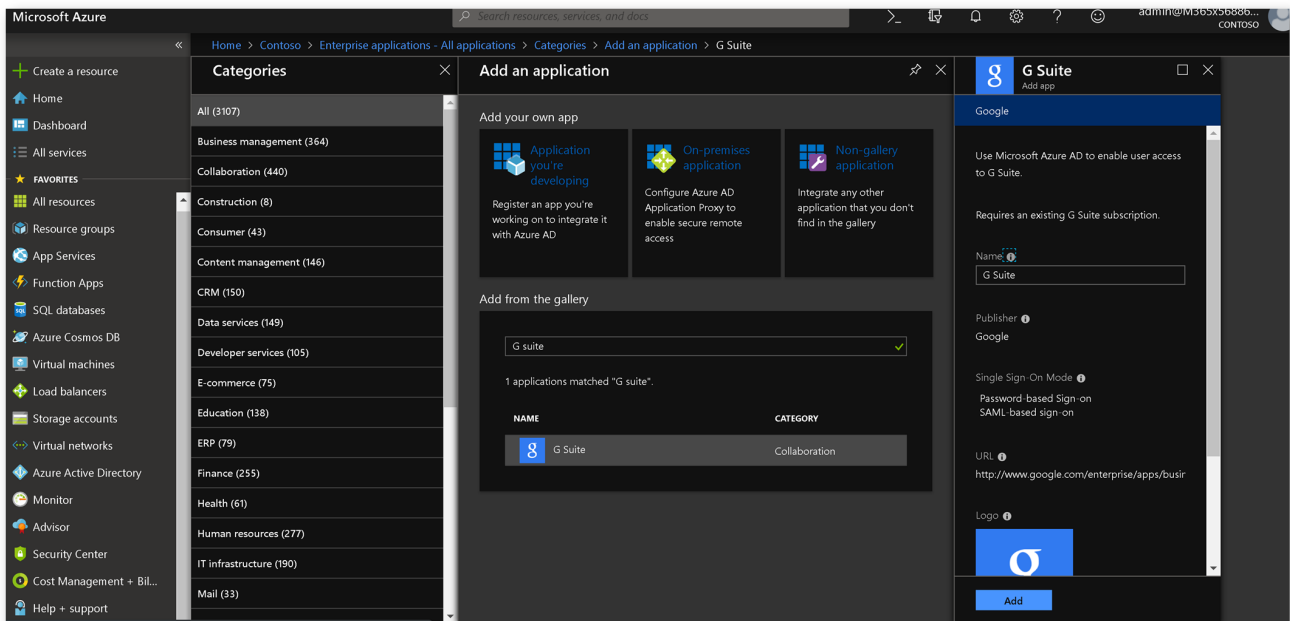 Microsoft Azure
Search resources, services, and docs
admin@M365x56886...
CONTOSO
Home > Contoso > Enterprise applications - All applications > Categories > Add an application > G Suite
Create a resource
Home
Dashboard
All services
FAVORITES
All resources
Resource groups
App Services
Function Apps
SQL databases
Azure Cosmos DB
Virtual machines
Load balancers
Storage accounts
Virtual networks
Azure Active Directory
Monitor
Advisor
Security Center
Cost Management + Bil...
Help + support
Categories
All (3107)
Business management (364)
Collaboration (440)
Construction (8)
Consumer (43)
Content management (146)
CRM (150)
Data services (149)
Developer services (105)
E-commerce (75)
Education (138)
ERP (79)
Finance (255)
Health (61)
Human resources (277)
IT infrastructure (190)
Mail (33)
Add an application
Add your own app
Application
you're
developing
Register an app you're
working on to integrate it
with Azure AD
On-premises
application
Configure Azure AD
Application Proxy to
enable secure remote
access
Non-gallery
application
Integrate any other
application that you don't
find in the gallery
Add from the gallery
G suite
1 applications matched "G suite".
NAME CATEGORY
G Suite Collaboration
G Suite
Add app
Google
Use Microsoft Azure AD to enable user access
to G Suite.
Requires an existing G Suite subscription.
Name
G Suite
Publisher
Google
Single Sign-On Mode
Password-based Sign-on
SAML-based sign-on
URL
http://www.google.com/enterprise/apps/busir
Logo
Add